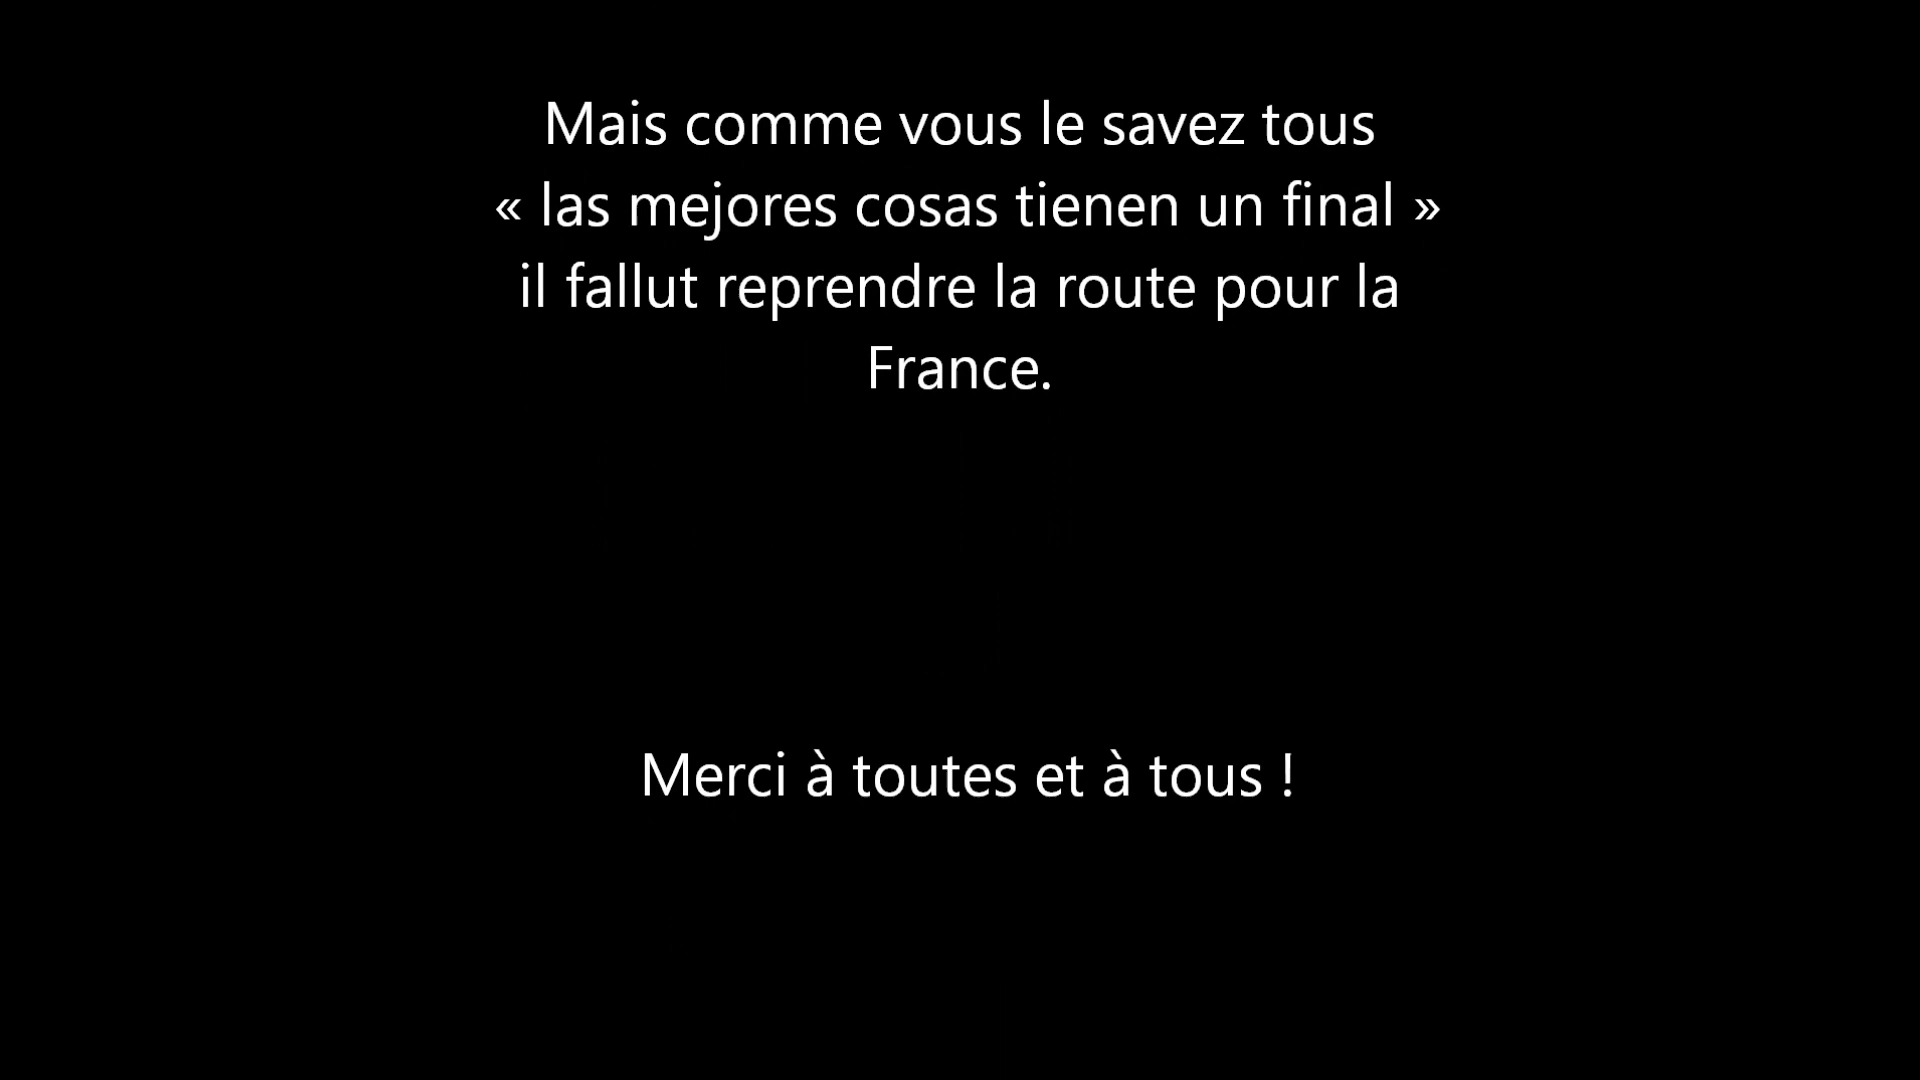 Mais comme vous le savez tous
« las mejores cosas tienen un final »
il fallut reprendre la route pour la
France.
Merci à toutes et à tous !